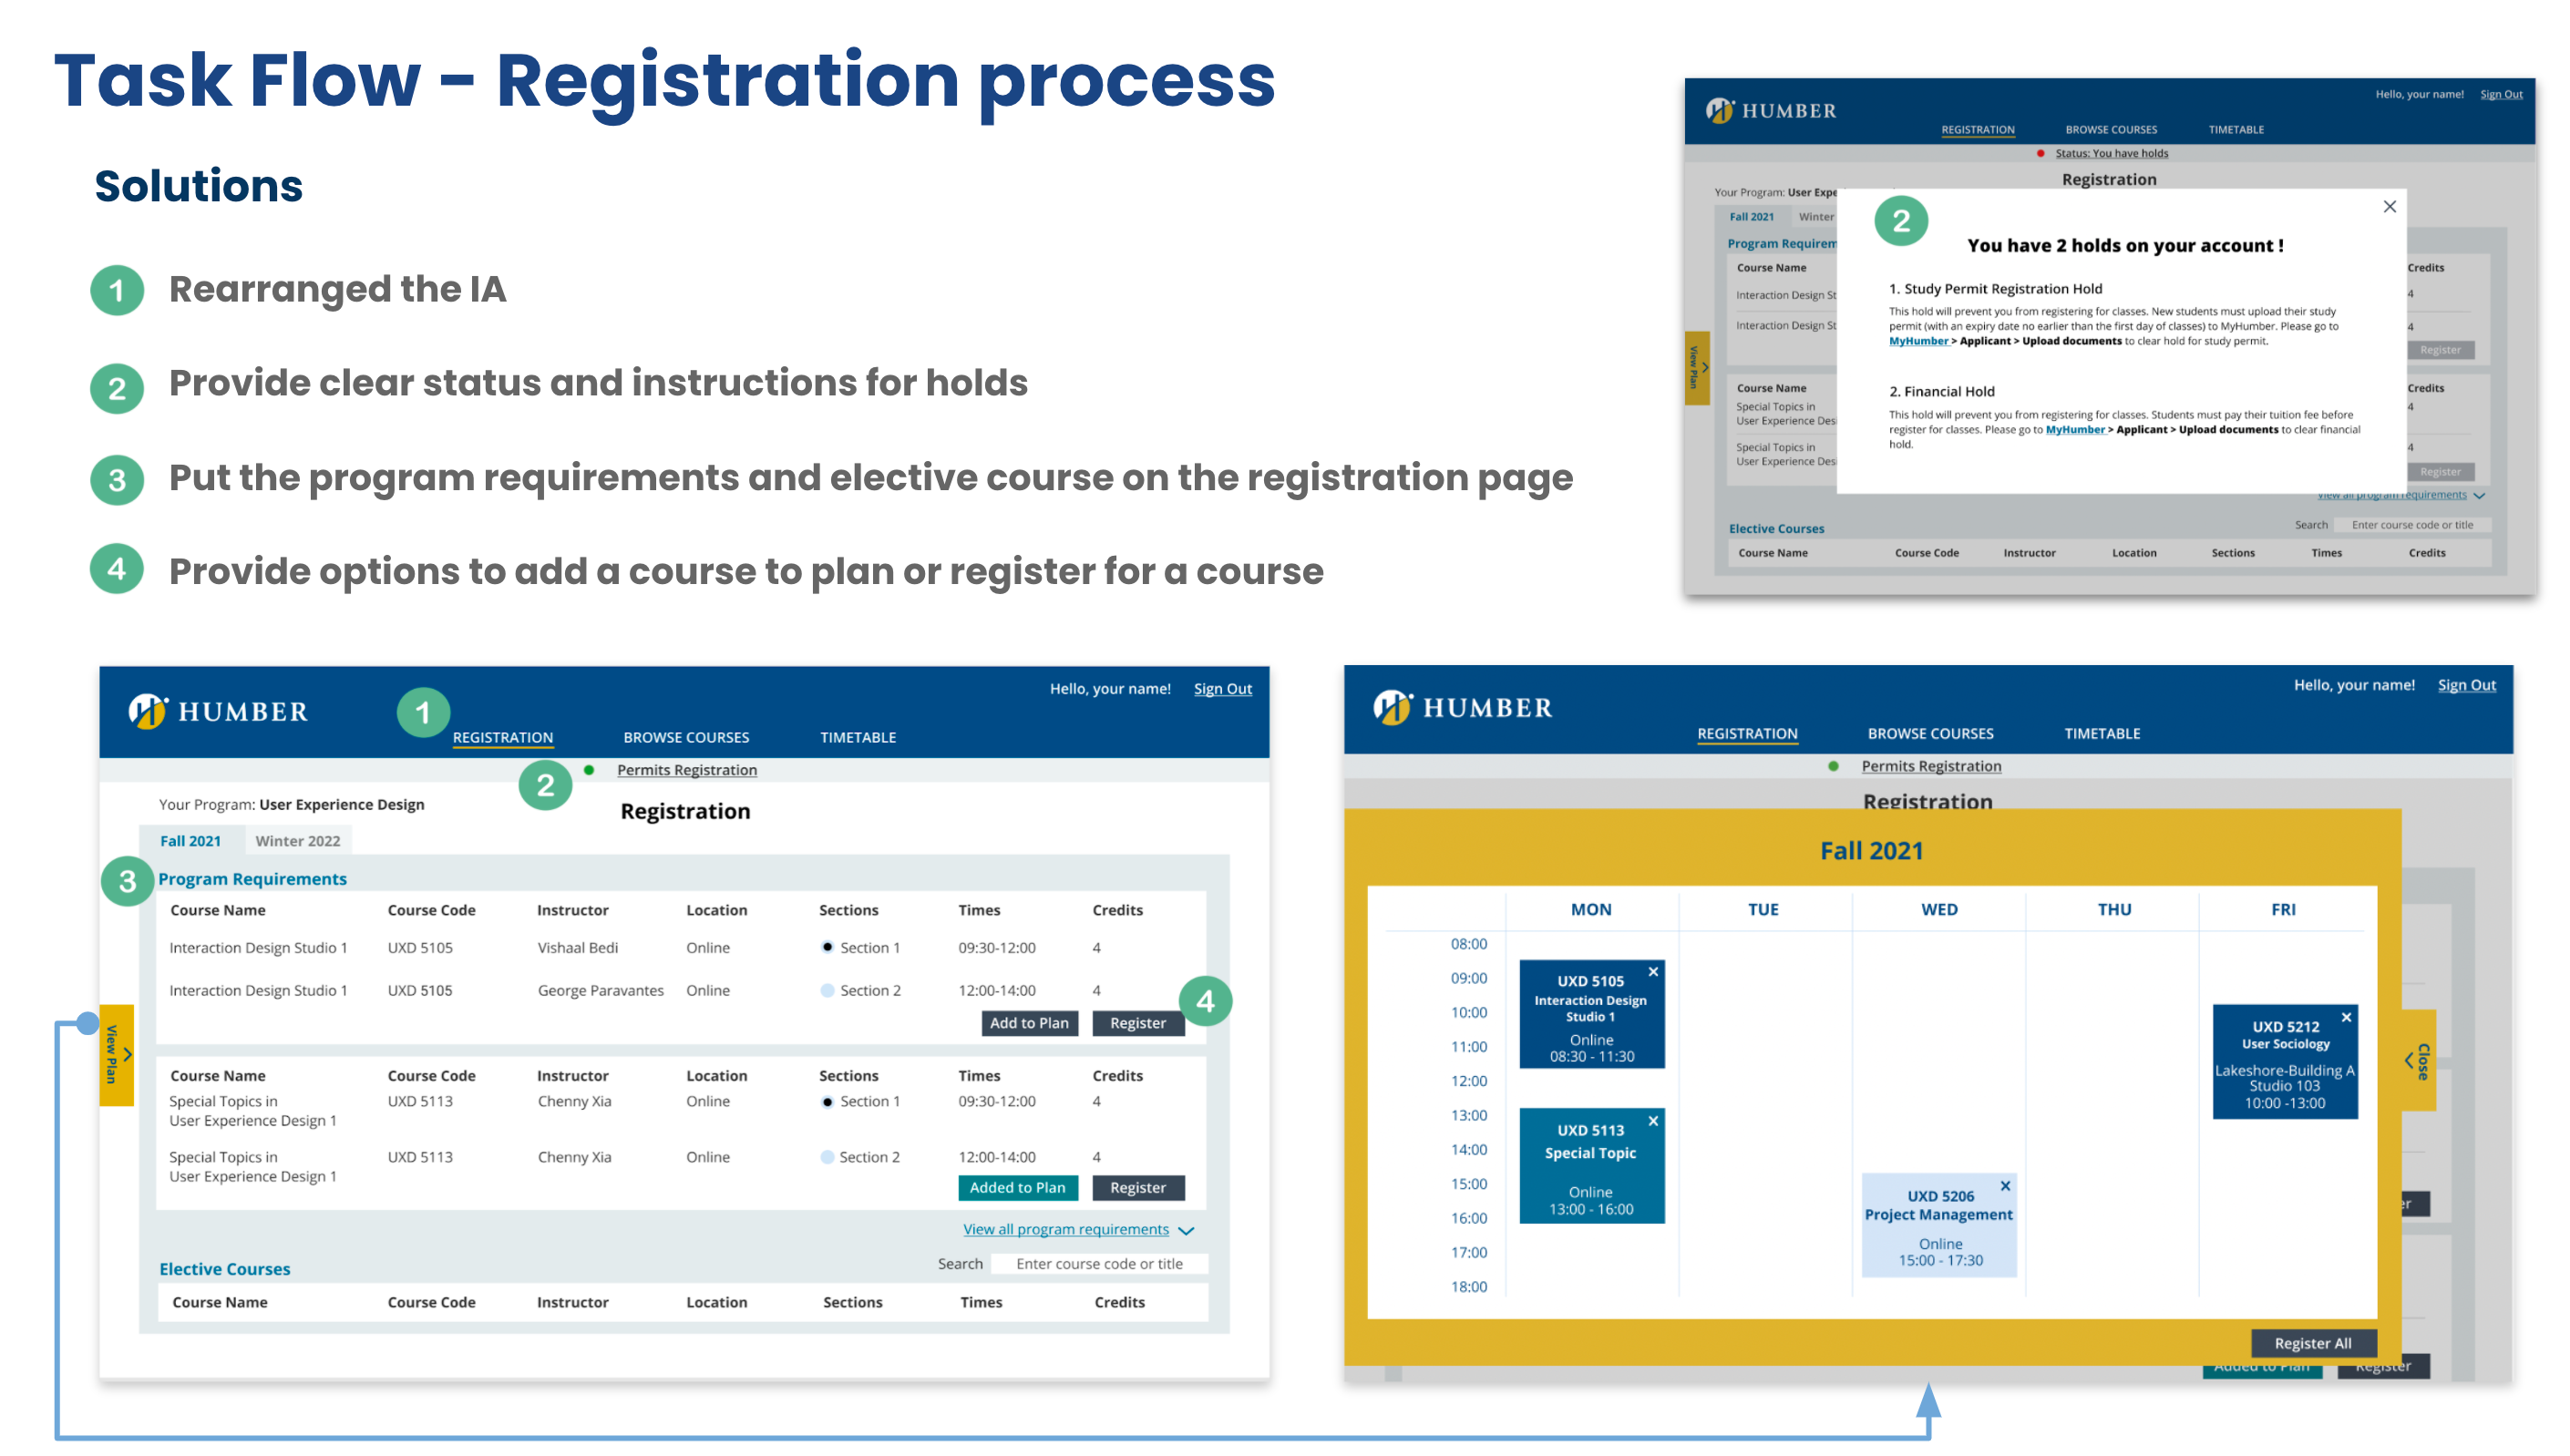 Task Flow - Registration process
Solutions
1 Rearranged the IA
2 Provide clear status and instructions for holds
3 Put the program requirements and elective course on the registration page
4 Provide options to add a course to plan or register for a course
HUMBER
Hello, your name! Sign Out
REGISTRATION BROWSE COURSES TIMETABLE
Status: You have holds
Registration
Your Program: User Expe
Fall 2021 Winter
Program Requirem
Course Name Credits
Interaction Design St 4
Interaction Design St 4
Register
View Plan
Course Name Credits
Special Topics in 4
User Experience Des
Special Topics in 4
User Experience Des
Register
2
You have 2 holds on your account !
1. Study Permit Registration Hold
This hold will prevent you from registering for classes. New students must upload their study
permit (with an expiry date no earlier than the first day of classes) to MyHumber. Please go to
MyHumber > Applicant > Upload documents to clear hold for study permit.
2. Financial Hold
This hold will prevent you from registering for classes. Students must pay their tuition fee before
register for classes. Please go to MyHumber > Applicant > Upload documents to clear financial
hold.
View all program requirements
Elective Courses Search Enter course code or title
Course Name Course Code Instructor Location Sections Times Credits
HUMBER
1
Hello, your name! Sign Out
REGISTRATION BROWSE COURSES TIMETABLE
2 Permits Registration
Your Program: User Experience Design
Registration
Fall 2021 Winter 2022
3 Program Requirements
Course Name Course Code Instructor Location Sections Times Credits
Interaction Design Studio 1 UXD 5105 Vishaal Bedi Online Section 1 09:30-12:00 4
Interaction Design Studio 1 UXD 5105 George Paravantes Online Section 2 12:00-14:00 4
4
Add to Plan Register
View Plan
Course Name Course Code Instructor Location Sections Times Credits
Special Topics in UXD 5113 Chenny Xia Online Section 1 09:30-12:00 4
User Experience Design 1
Special Topics in UXD 5113 Chenny Xia Online Section 2 12:00-14:00 4
User Experience Design 1
Added to Plan Register
View all program requirements
Search Enter course code or title
Elective Courses
Course Name Course Code Instructor Location Sections Times Credits
HUMBER
Hello, your name! Sign Out
REGISTRATION BROWSE COURSES TIMETABLE
Permits Registration
Registration
Fall 2021
MON TUE WED THU FRI
08:00
09:00
10:00
11:00
12:00
13:00
14:00
15:00
16:00
17:00
18:00
UXD 5105
Interaction Design
Studio 1
Online
08:30 - 11:30
UXD 5113
Special Topic
Online
13:00 - 16:00
UXD 5206
Project Management
Online
15:00 - 17:30
UXD 5212
User Sociology
Lakeshore-Building A
Studio 103
10:00 -13:00
Close
er
Register All
Added to Plan Register